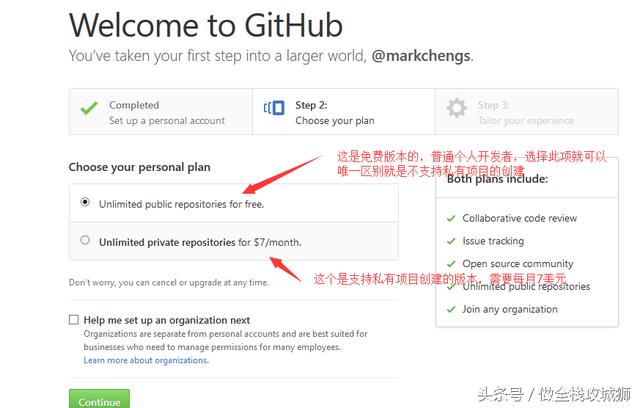 Welcome to GitHub
You've taken your first step into a larger world, @markchengs.
Completed
Set up a personal account
Step 2:
Choose your plan
Step 3:
Tailor your experience
Choose your personal plan
这是免费版本的，普通个人开发者，选择此项就可以
唯一区别就是不支持私有项目的创建
Unlimited public repositories for free.
Unlimited private repositories for $7/month.
这个是支持私有项目创建的版本，需要每月7美元
Don't worry, you can cancel or upgrade at any time.
Help me set up an organization next
Organizations are separate from personal accounts and are best suited for
businesses who need to manage permissions for many employees.
Learn more about organizations.
Continue
Both plans include:
Collaborative code review
Issue tracking
Open source community
Unlimited public repositories
Join any organization
头条号／做全栈攻城狮